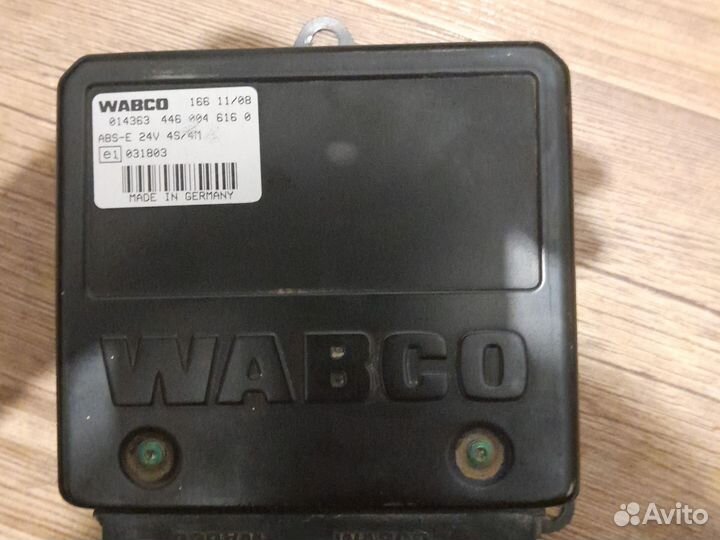 WABCO 166 11/08
014363 446 004 616 0
ABS-E 24V 4S/4M
e1 031803
MADE IN GERMANY
WABCO
Avito